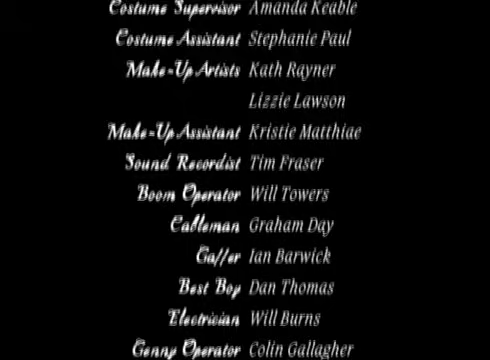 Costume Supervisor Amanda Keable
Costume Assistant Stephanie Paul
Make-Up Artists Kath Rayner
Lizzie Lawson
Make-Up Assistant Kristie Matthiae
Sound Recordist Tim Fraser
Boom Operator Will Towers
Cableman Graham Day
Gaffer Ian Barwick
Best Boy Dan Thomas
Electrician Will Burns
Genny Operator Colin Gallagher